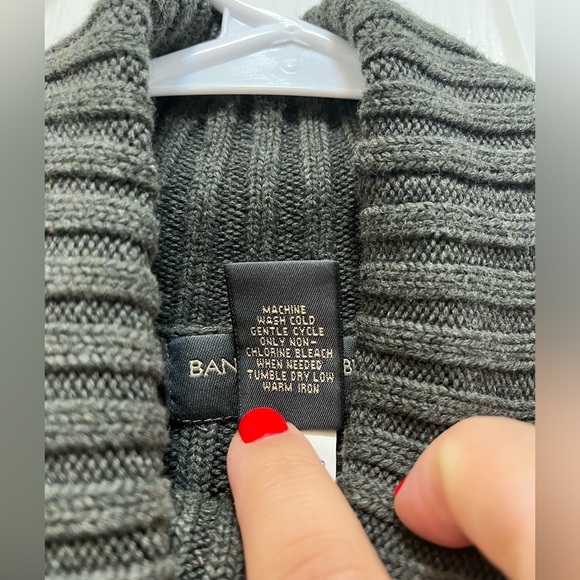 MACHINE
WASH COLD
GENTLE CYCLE
ONLY NON-
CHLORINE BLEACH
WHEN NEEDED
TUMBLE DRY LOW
WARM IRON
BAN